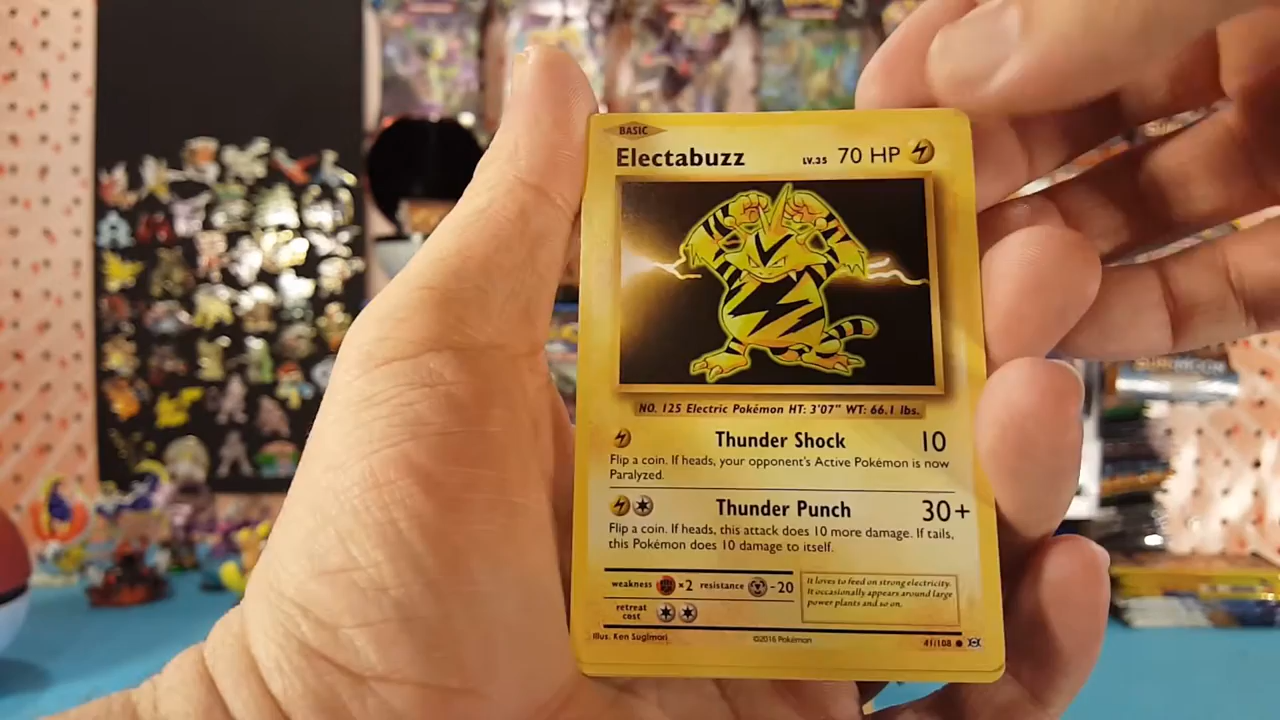 BASIC
Electabuzz LV.35 70 HP
NO. 125 Electric Pokémon HT: 3'07" WT: 66.1 lbs.
Thunder Shock 10
Flip a coin. If heads, your opponent's Active Pokémon is now
Paralyzed.
Thunder Punch 30+
Flip a coin. If heads, this attack does 10 more damage. If tails,
this Pokémon does 10 damage to itself.
weakness ×2 resistance -20
retreat
cost
It loves to feed on strong electricity.
It occasionally appears around large
power plants and so on.
Illus. Ken Sugimori ©2016 Pokémon 41/108